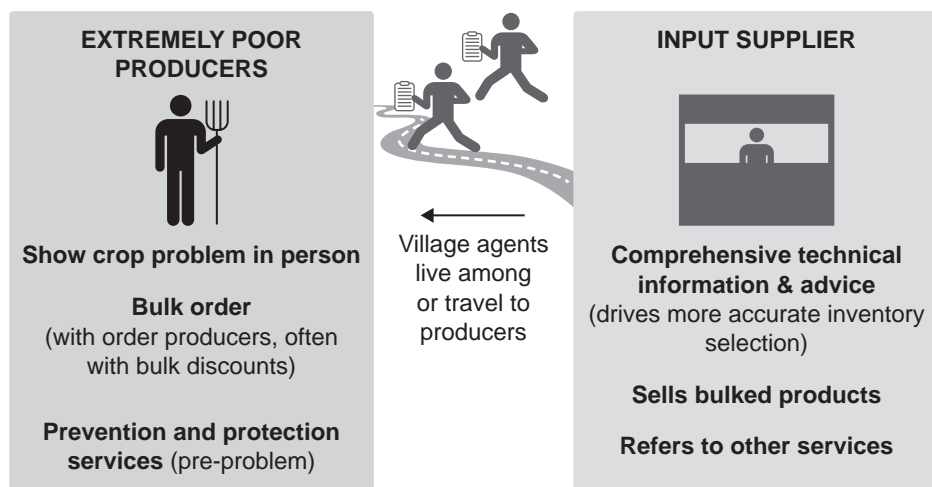 EXTREMELY POOR
PRODUCERS
Show crop problem in person
Bulk order
(with order producers, often
with bulk discounts)
Prevention and protection
services (pre-problem)
Village agents
live among
or travel to
producers
INPUT SUPPLIER
Comprehensive technical
information & advice
(drives more accurate inventory
selection)
Sells bulked products
Refers to other services